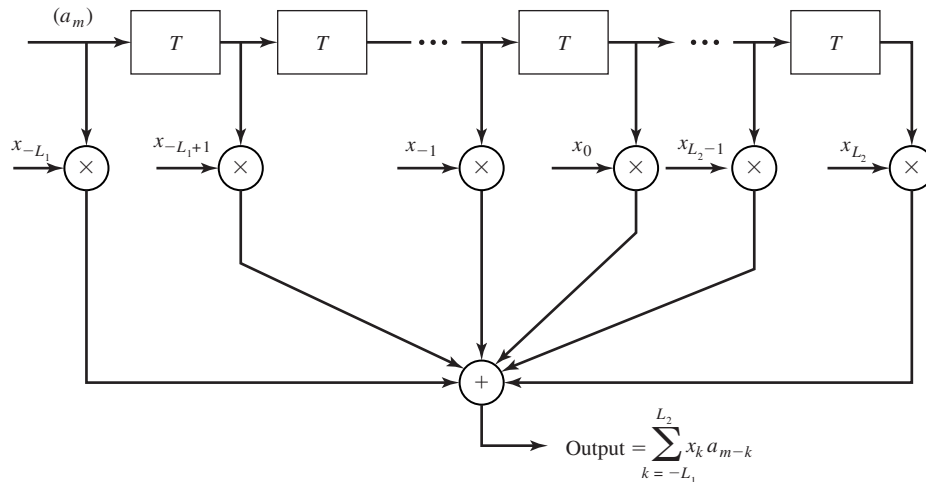 (a_m)
T T ••• T ••• T
x_{-L_1} x_{-L_1+1} x_{-1} x_0 x_{L_2-1} x_{L_2}
× × × × × ×
+
Output = \sum_{k = -L_1}^{L_2} x_k a_{m-k}